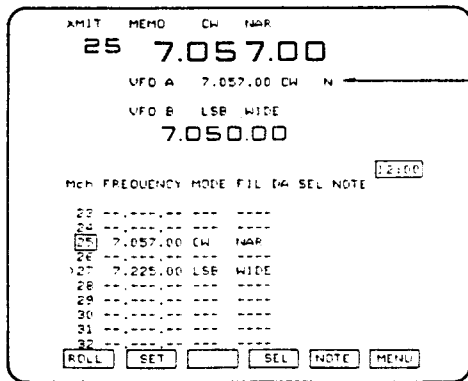 XMIT MEMO CW NAR
25 7.057.00
VFO A 7.057.00 CW N
VFO B LSB WIDE
7.050.00
12:00
Mch FREQUENCY MODE FIL DA SEL NOTE
23 --.---.-- --- ----
24 --.---.-- --- ----
25 7.057.00 CW NAR
26 --.---.-- --- ----
>27 7.225.00 LSB WIDE
28 --.---.-- --- ----
29 --.---.-- --- ----
30 --.---.-- --- ----
31 --.---.-- --- ----
32 --.---.-- --- ----
ROLL SET SEL NOTE MENU